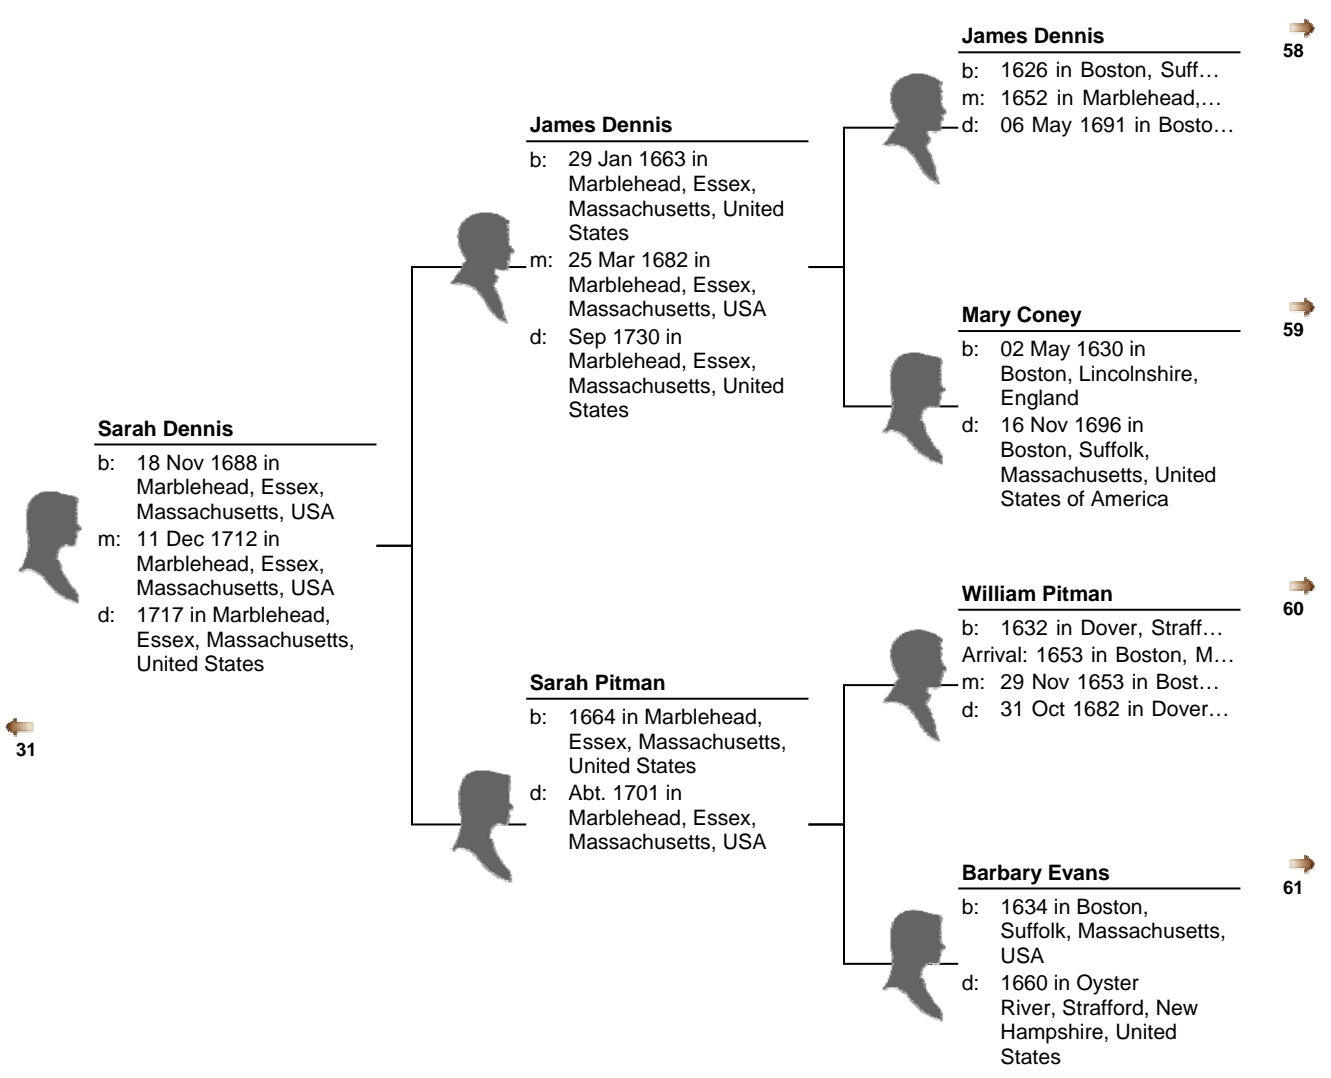 James Dennis
b: 1626 in Boston, Suff…
m: 1652 in Marblehead,…
d: 06 May 1691 in Bosto…
58
James Dennis
b: 29 Jan 1663 in
Marblehead, Essex,
Massachusetts, United
States
m: 25 Mar 1682 in
Marblehead, Essex,
Massachusetts, USA
d: Sep 1730 in
Marblehead, Essex,
Massachusetts, United
States
Mary Coney
b: 02 May 1630 in
Boston, Lincolnshire,
England
d: 16 Nov 1696 in
Boston, Suffolk,
Massachusetts, United
States of America
59
Sarah Dennis
b: 18 Nov 1688 in
Marblehead, Essex,
Massachusetts, USA
m: 11 Dec 1712 in
Marblehead, Essex,
Massachusetts, USA
d: 1717 in Marblehead,
Essex, Massachusetts,
United States
31
William Pitman
b: 1632 in Dover, Straff…
Arrival: 1653 in Boston, M…
m: 29 Nov 1653 in Bost…
d: 31 Oct 1682 in Dover…
60
Sarah Pitman
b: 1664 in Marblehead,
Essex, Massachusetts,
United States
d: Abt. 1701 in
Marblehead, Essex,
Massachusetts, USA
Barbary Evans
b: 1634 in Boston,
Suffolk, Massachusetts,
USA
d: 1660 in Oyster
River, Strafford, New
Hampshire, United
States
61